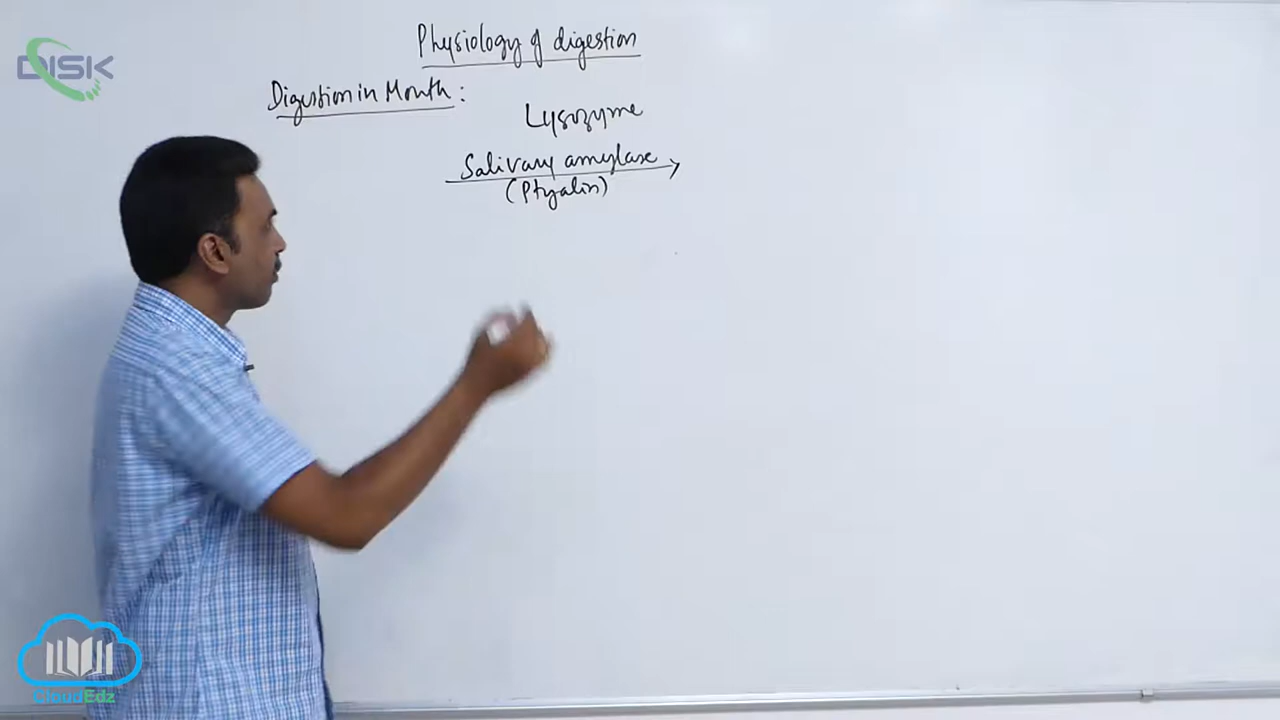 Physiology of digestion
DISK
Digestion in Mouth :
Lysozyme
Salivary amylase
(Ptyalin)
CloudEdz